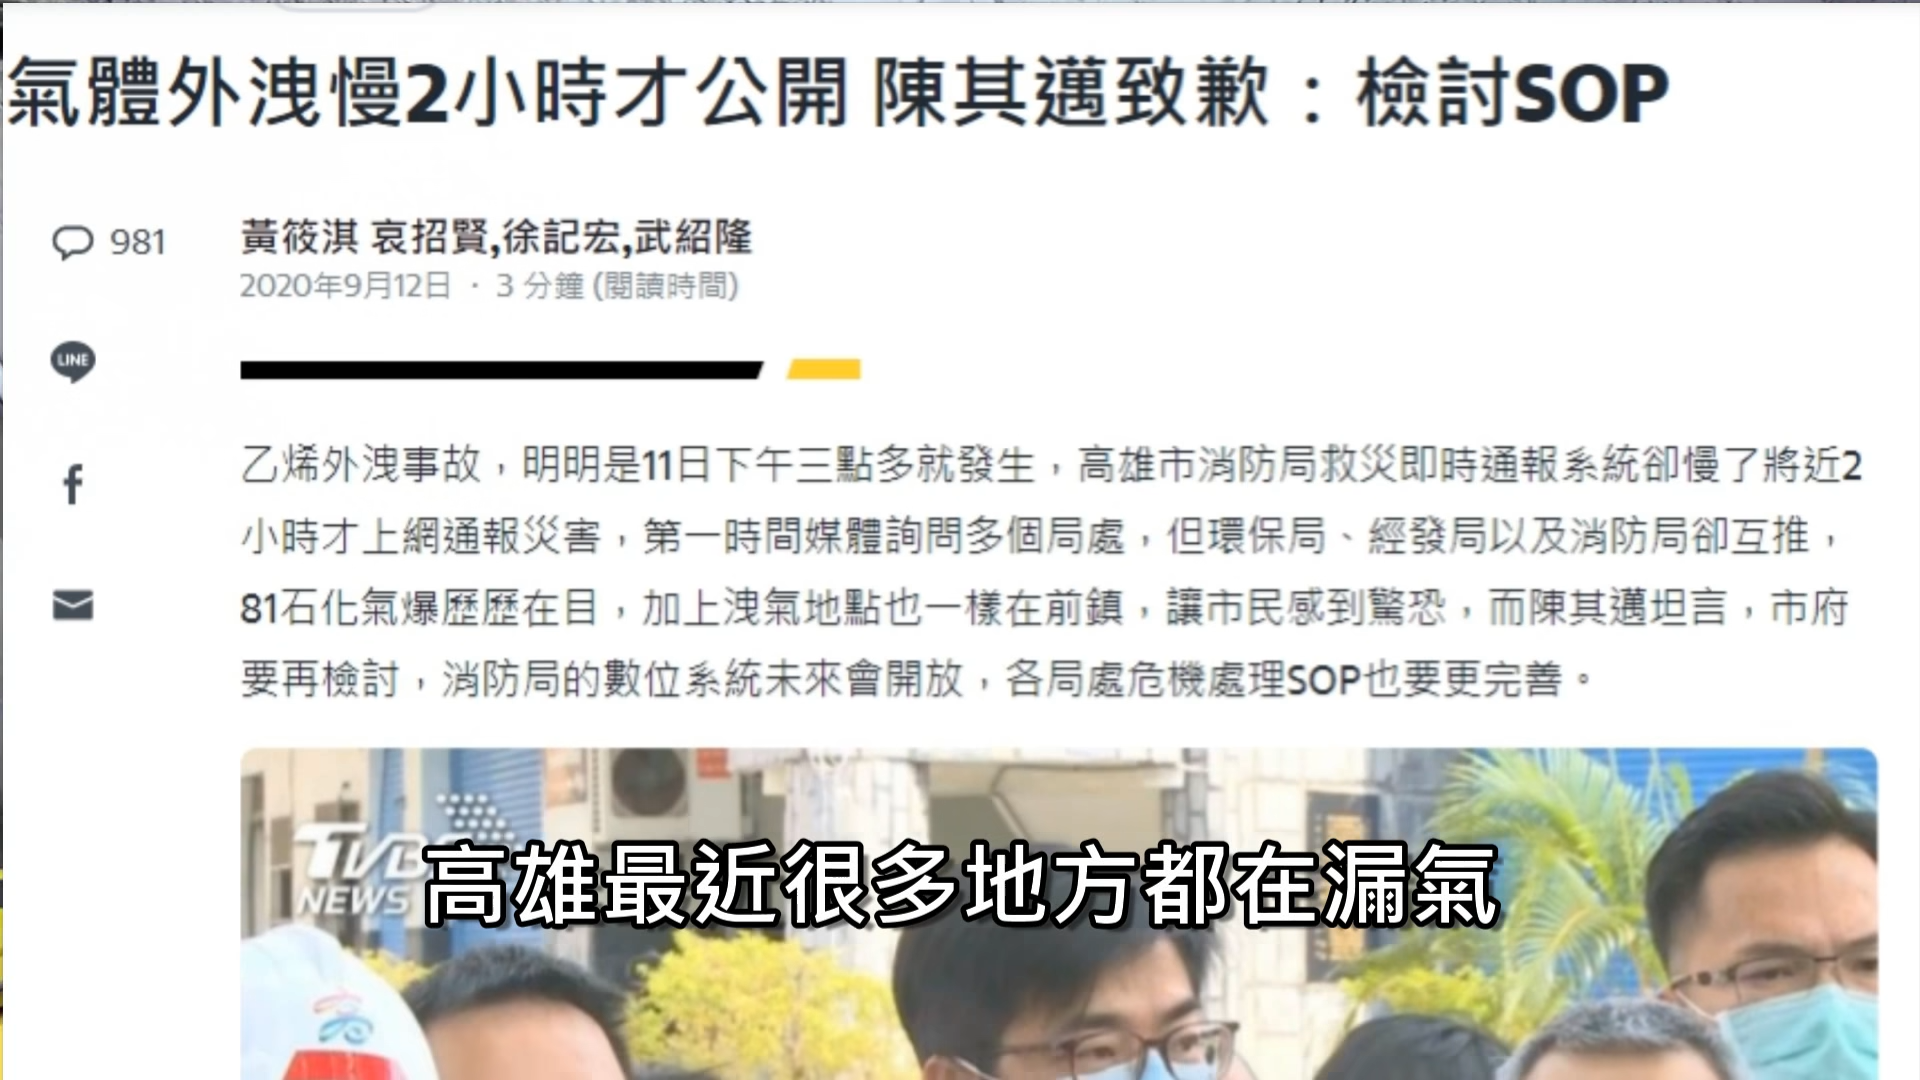 氣體外洩慢2小時才公開 陳其邁致歉：檢討SOP
981
黃筱淇 袁招賢,徐記宏,武紹隆
2020年9月12日 · 3 分鐘 (閱讀時間)
LINE
乙烯外洩事故，明明是11日下午三點多就發生，高雄市消防局救災即時通報系統卻慢了將近2
小時才上網通報災害，第一時間媒體詢問多個局處，但環保局、經發局以及消防局卻互推，
81石化氣爆歷歷在目，加上洩氣地點也一樣在前鎮，讓市民感到驚恐，而陳其邁坦言，市府
要再檢討，消防局的數位系統未來會開放，各局處危機處理SOP也要更完善。
TVBS
NEWS
高雄最近很多地方都在漏氣